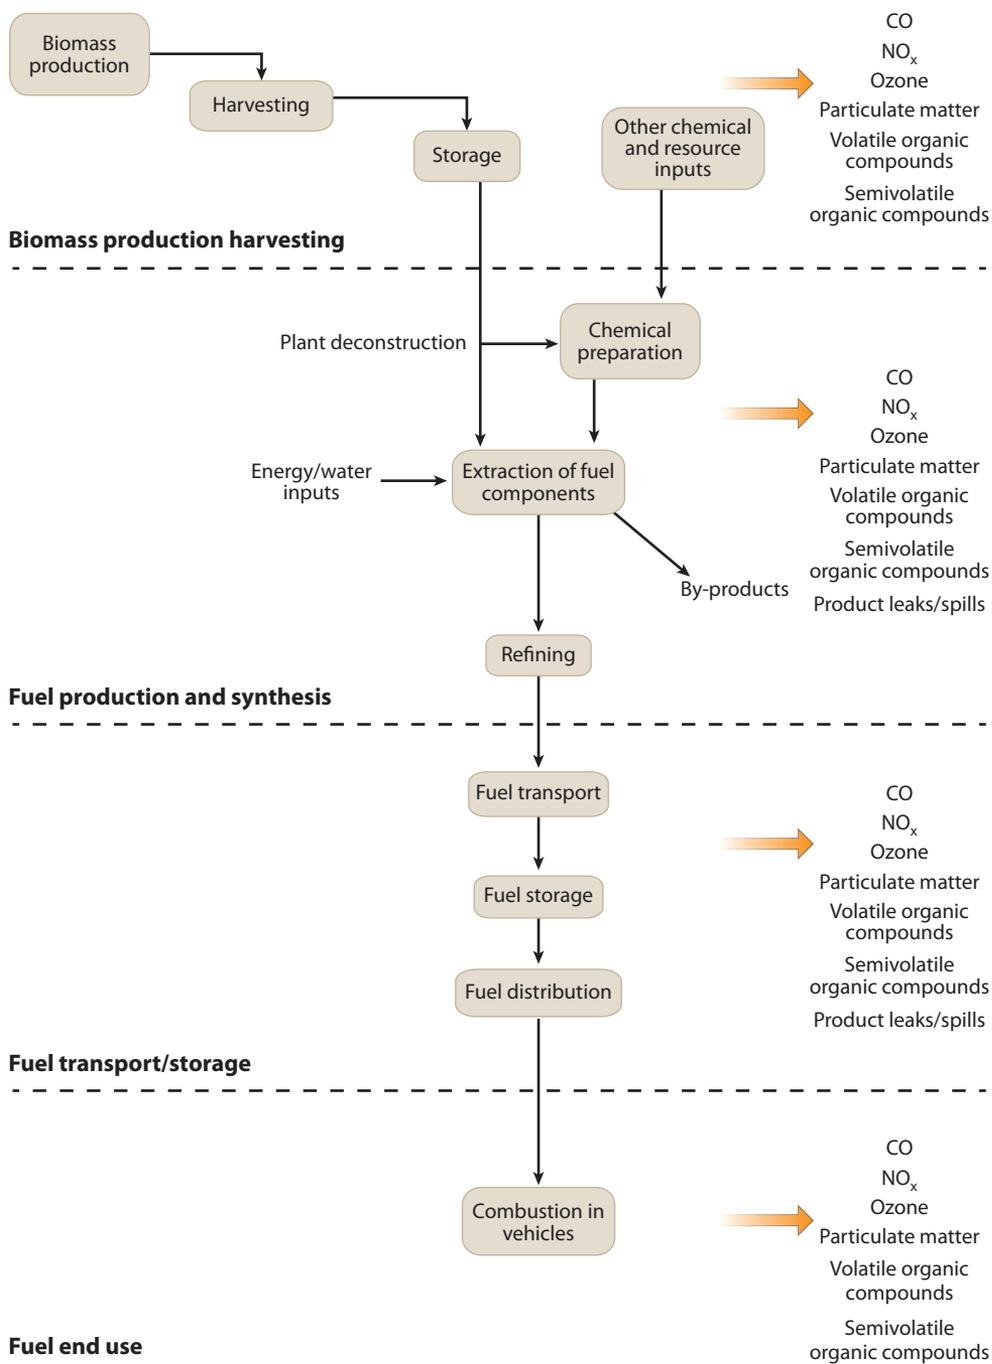 Biomass
production
Harvesting
Storage
Other chemical
and resource
inputs
CO
NOx
Ozone
Particulate matter
Volatile organic
compounds
Semivolatile
organic compounds
Biomass production harvesting
Plant deconstruction
Chemical
preparation
Energy/water
inputs
Extraction of fuel
components
By-products
Refining
CO
NOx
Ozone
Particulate matter
Volatile organic
compounds
Semivolatile
organic compounds
Product leaks/spills
Fuel production and synthesis
Fuel transport
Fuel storage
Fuel distribution
CO
NOx
Ozone
Particulate matter
Volatile organic
compounds
Semivolatile
organic compounds
Product leaks/spills
Fuel transport/storage
Combustion in
vehicles
CO
NOx
Ozone
Particulate matter
Volatile organic
compounds
Semivolatile
organic compounds
Fuel end use